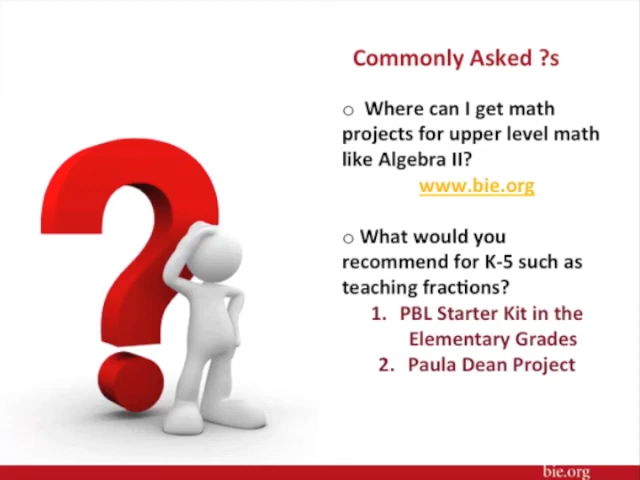 Commonly Asked ?s
o Where can I get math
projects for upper level math
like Algebra II?
www.bie.org
o What would you
recommend for K-5 such as
teaching fractions?
1. PBL Starter Kit in the
Elementary Grades
2. Paula Dean Project
bie.org